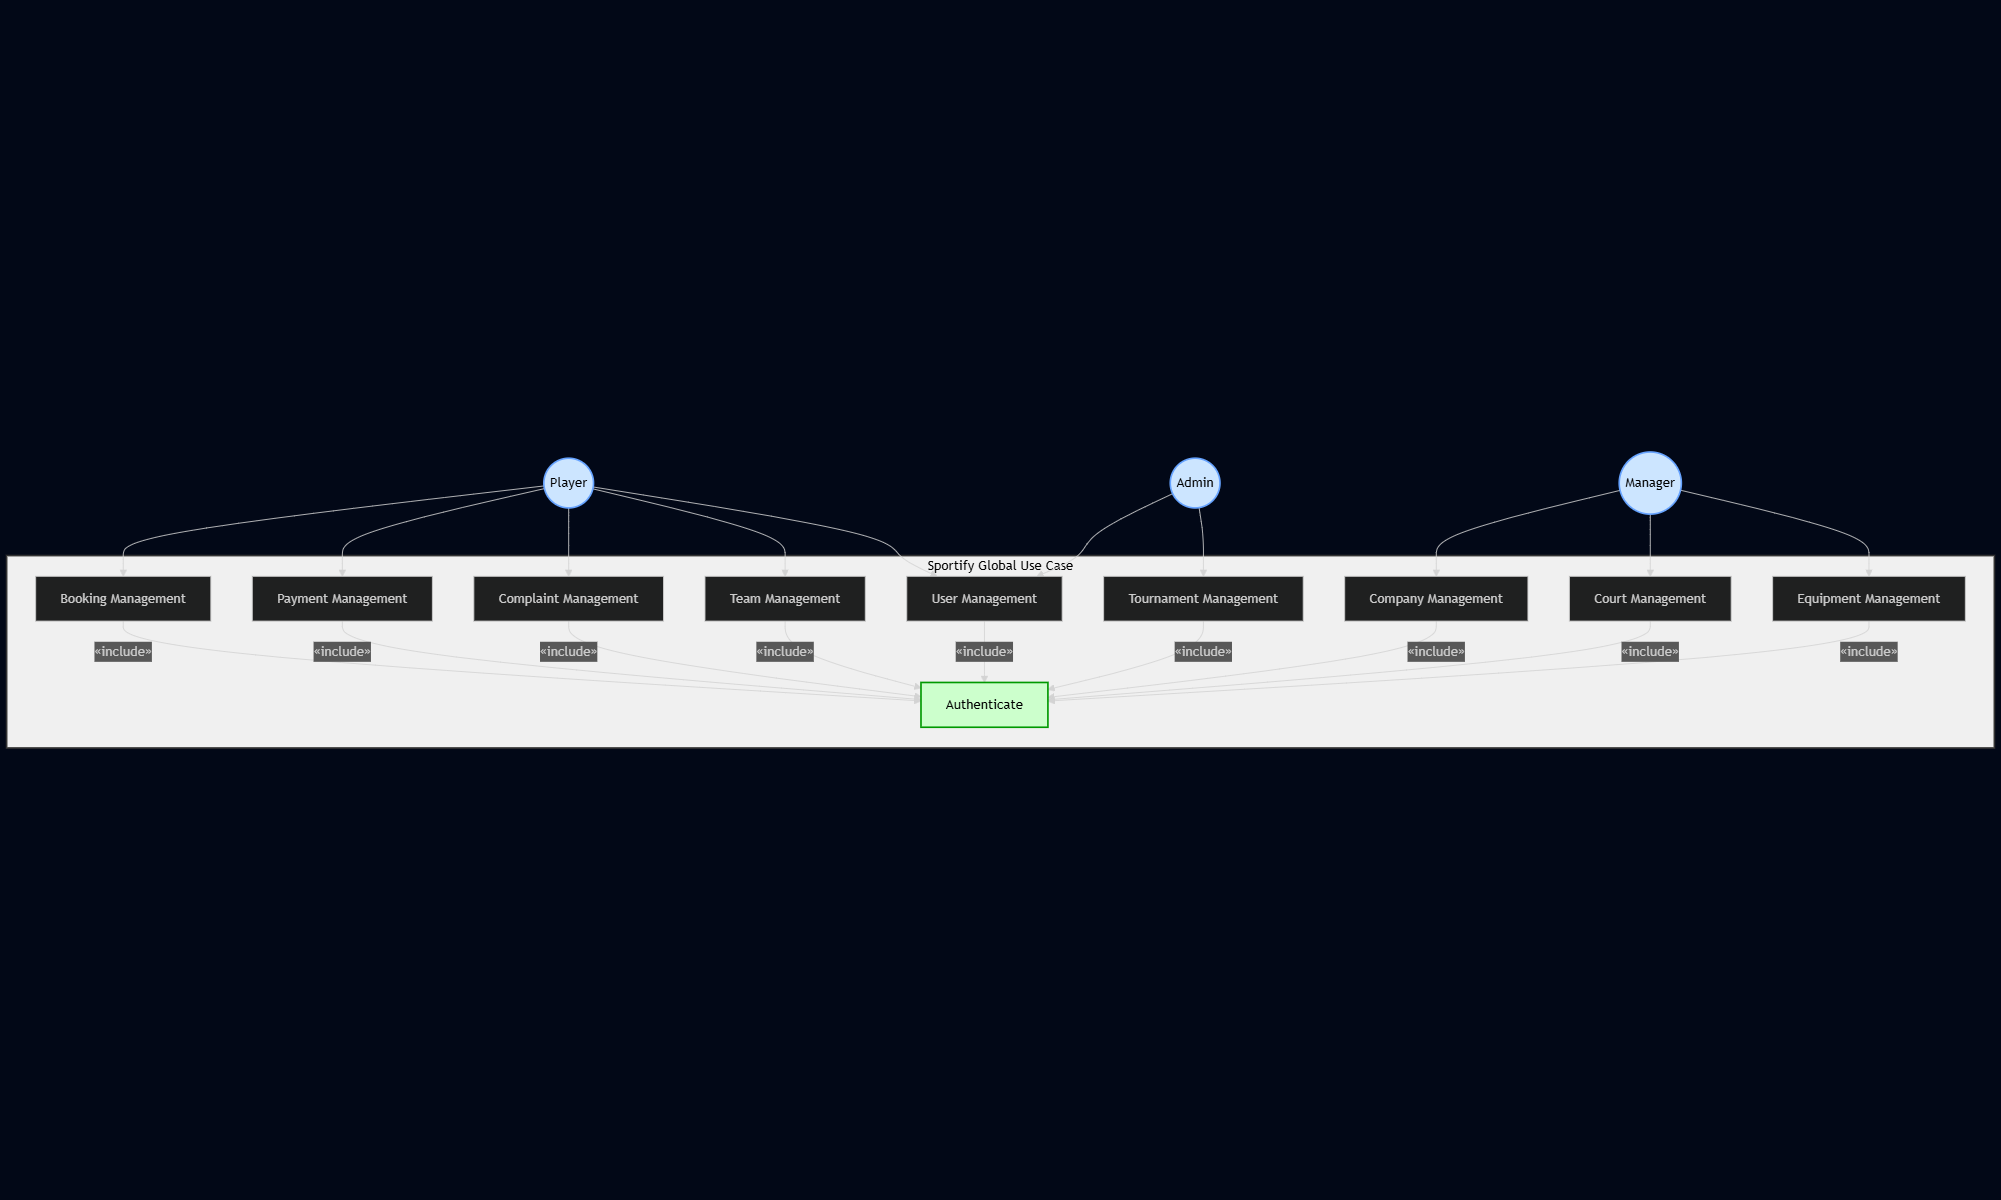 Player
Admin
Manager
Sportify Global Use Case
Booking Management
Payment Management
Complaint Management
Team Management
User Management
Tournament Management
Company Management
Court Management
Equipment Management
«include»
«include»
«include»
«include»
«include»
«include»
«include»
«include»
«include»
Authenticate